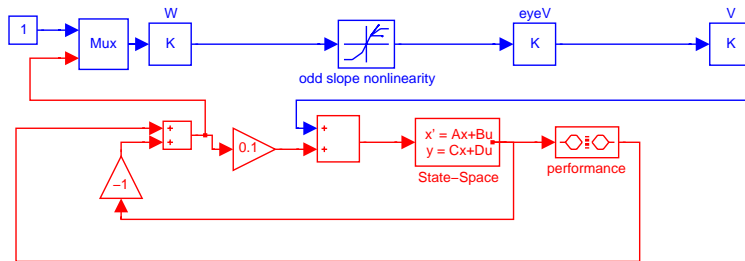 W
eyeV
V
1
Mux
K
K
K
odd slope nonlinearity
+
+
0.1
+
+
x' = Ax+Bu
y = Cx+Du
State−Space
performance
−1